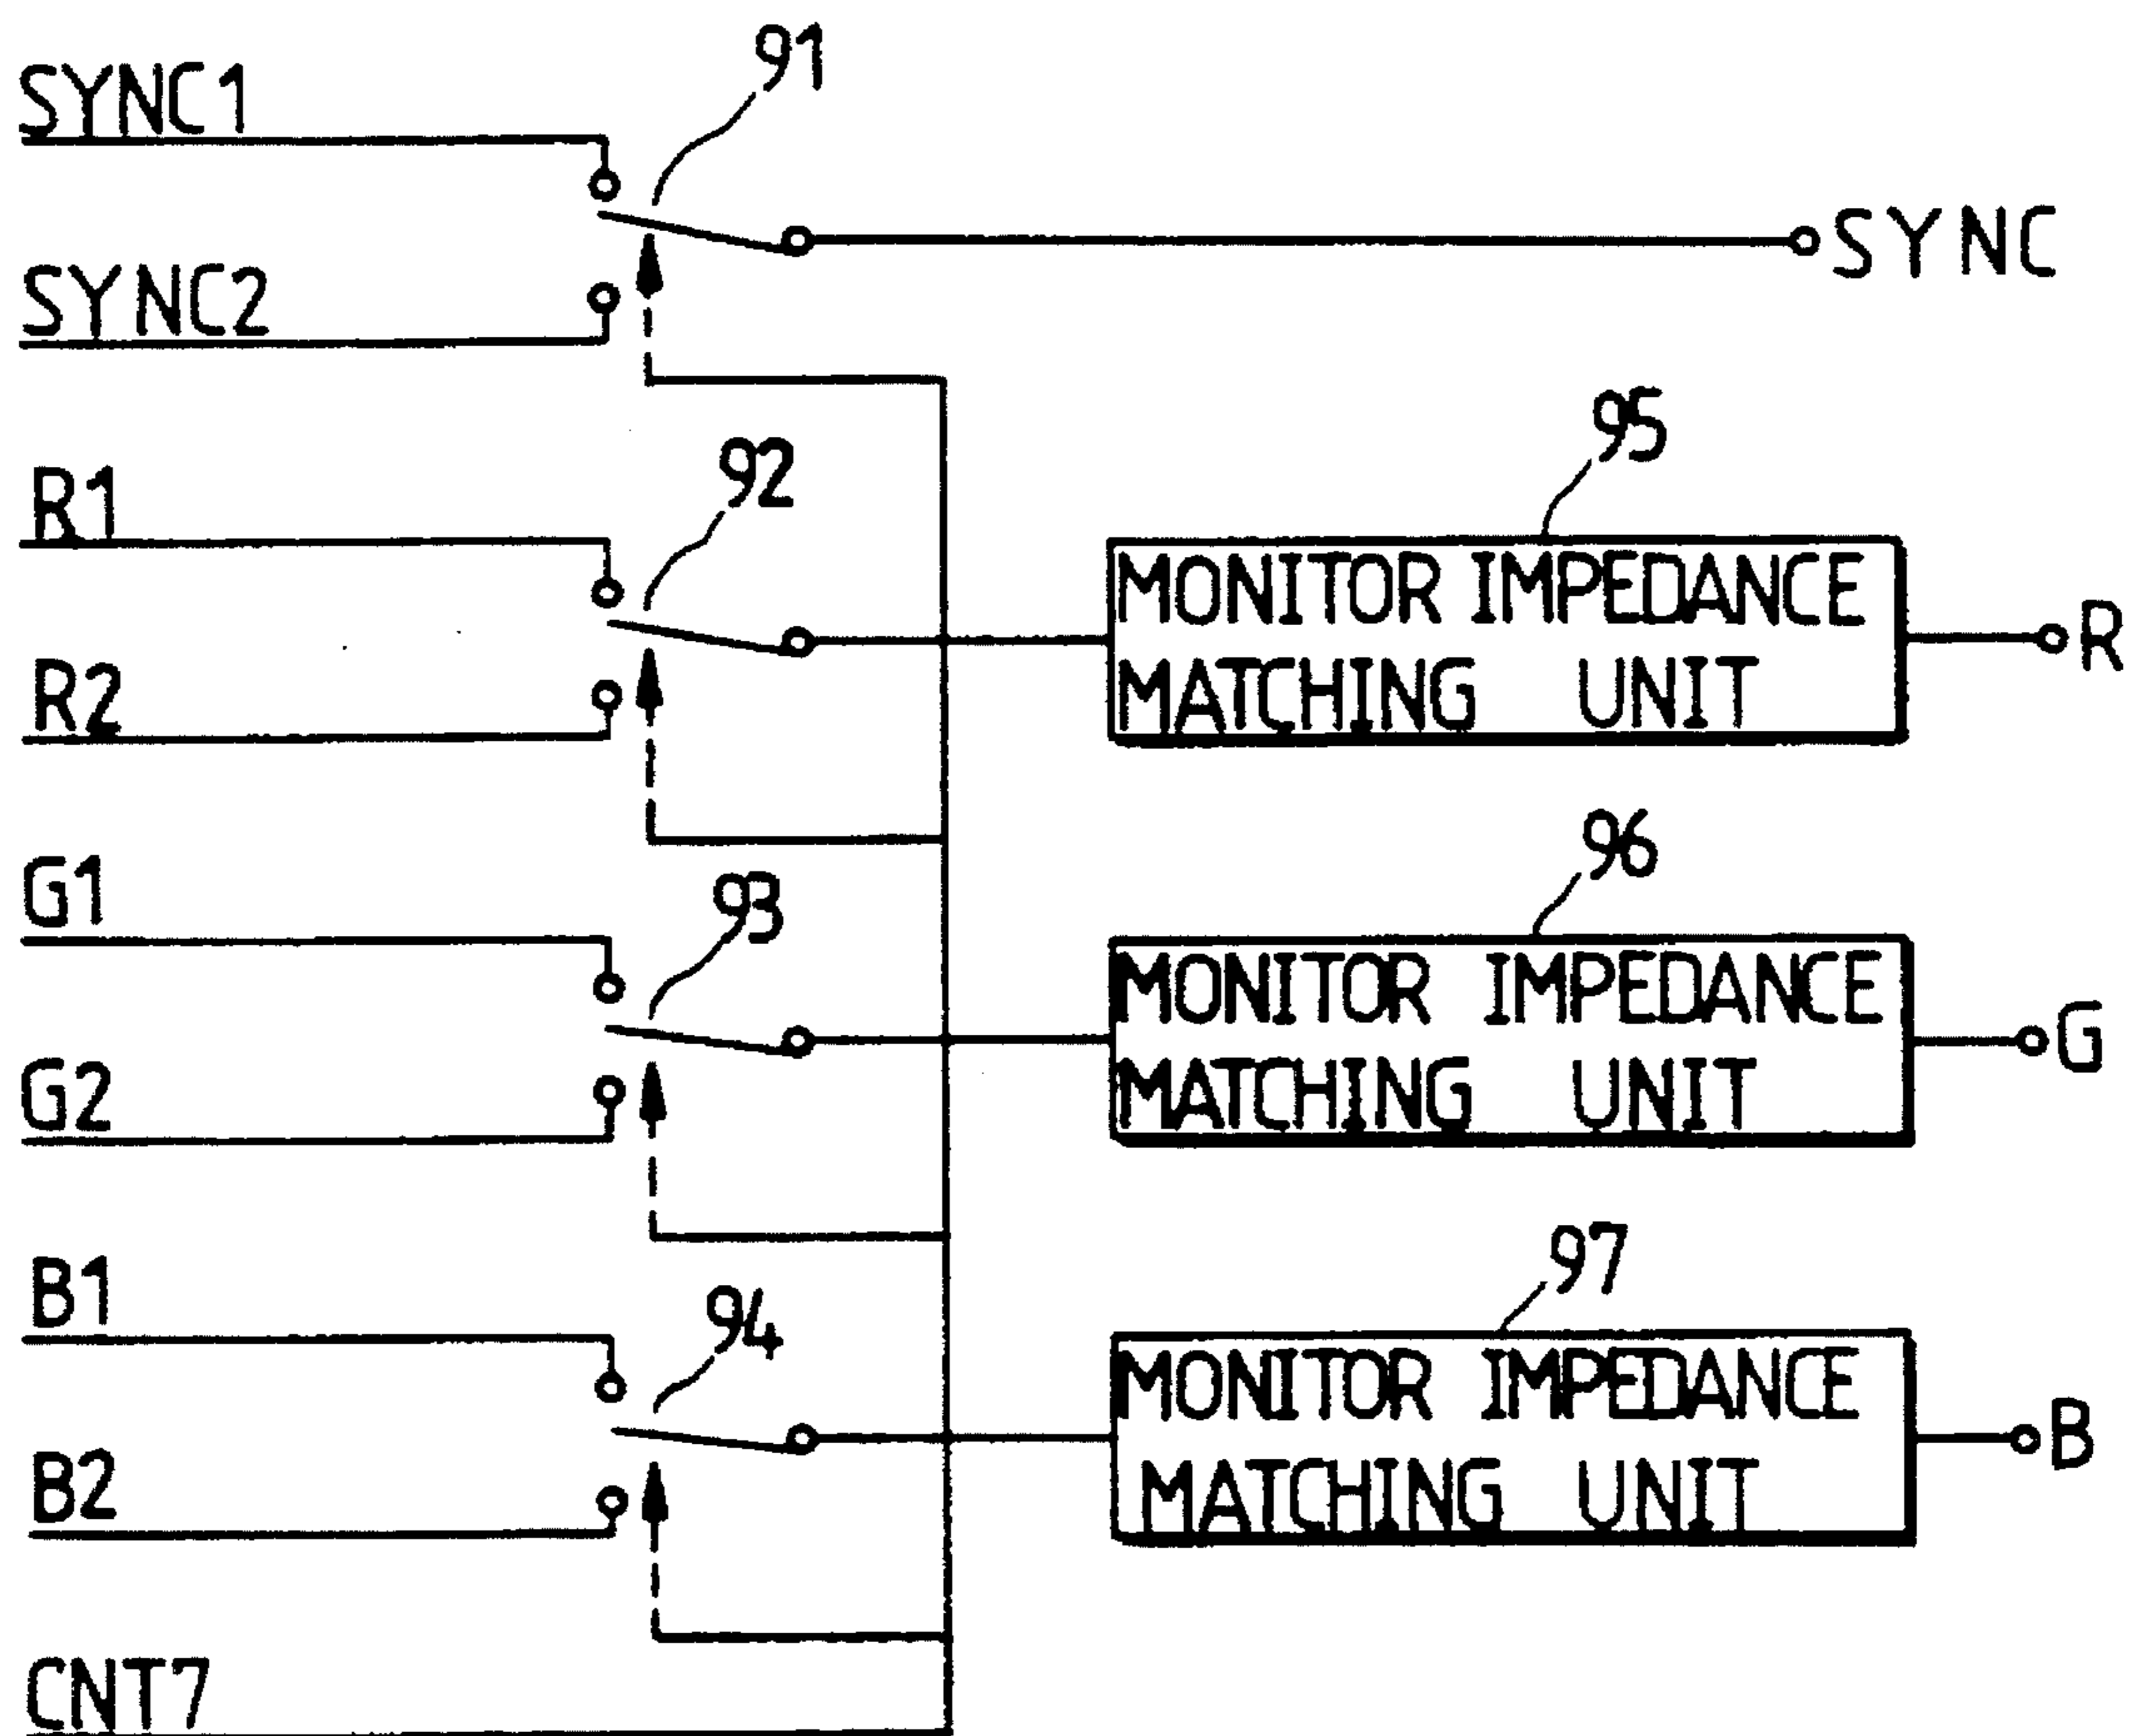 91
SYNC1
SYNC
SYNC2
95
92
R1
MONITOR IMPEDANCE
MATCHING UNIT
R
R2
96
G1
93
MONITOR IMPEDANCE
MATCHING UNIT
G
G2
97
B1
94
MONITOR IMPEDANCE
MATCHING UNIT
B
B2
CNT7